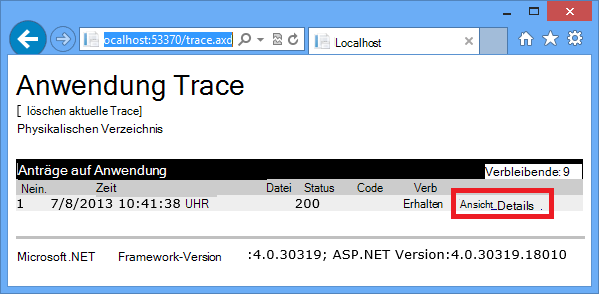 ocalhost:53370/trace.axd
Localhost
Anwendung Trace
[ löschen aktuelle Trace]
Physikalischen Verzeichnis
Anträge auf Anwendung Verbleibende: 9
Nein. Zeit Datei Status Code Verb
1 7/8/2013 10:41:38 UHR 200 Erhalten Ansicht Details .
Microsoft.NET Framework-Version :4.0.30319; ASP.NET Version:4.0.30319.18010